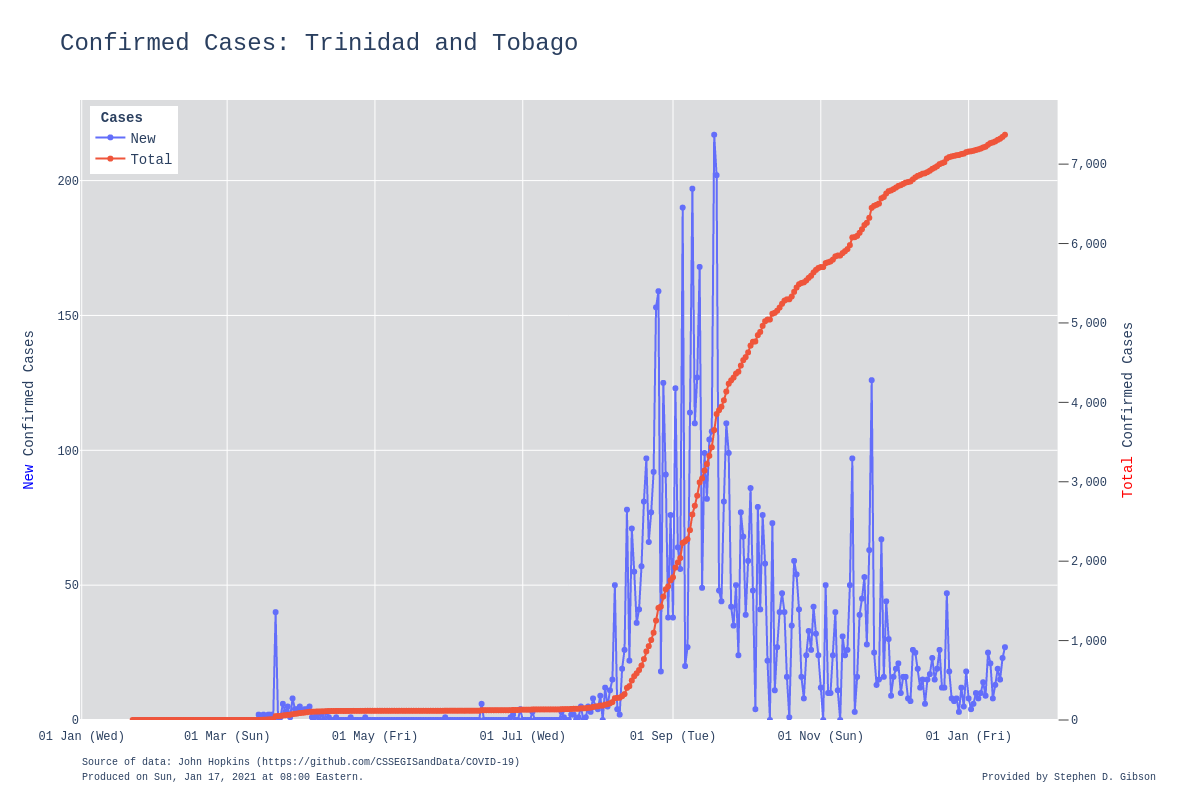 Confirmed Cases: Trinidad and Tobago
Cases
New
Total
200
150
100
50
0
New Confirmed Cases
7,000
6,000
5,000
4,000
3,000
2,000
1,000
0
Total Confirmed Cases
01 Jan (Wed) 01 Mar (Sun) 01 May (Fri) 01 Jul (Wed) 01 Sep (Tue) 01 Nov (Sun) 01 Jan (Fri)
Source of data: John Hopkins (https://github.com/CSSEGISandData/COVID-19)
Produced on Sun, Jan 17, 2021 at 08:00 Eastern.
Provided by Stephen D. Gibson